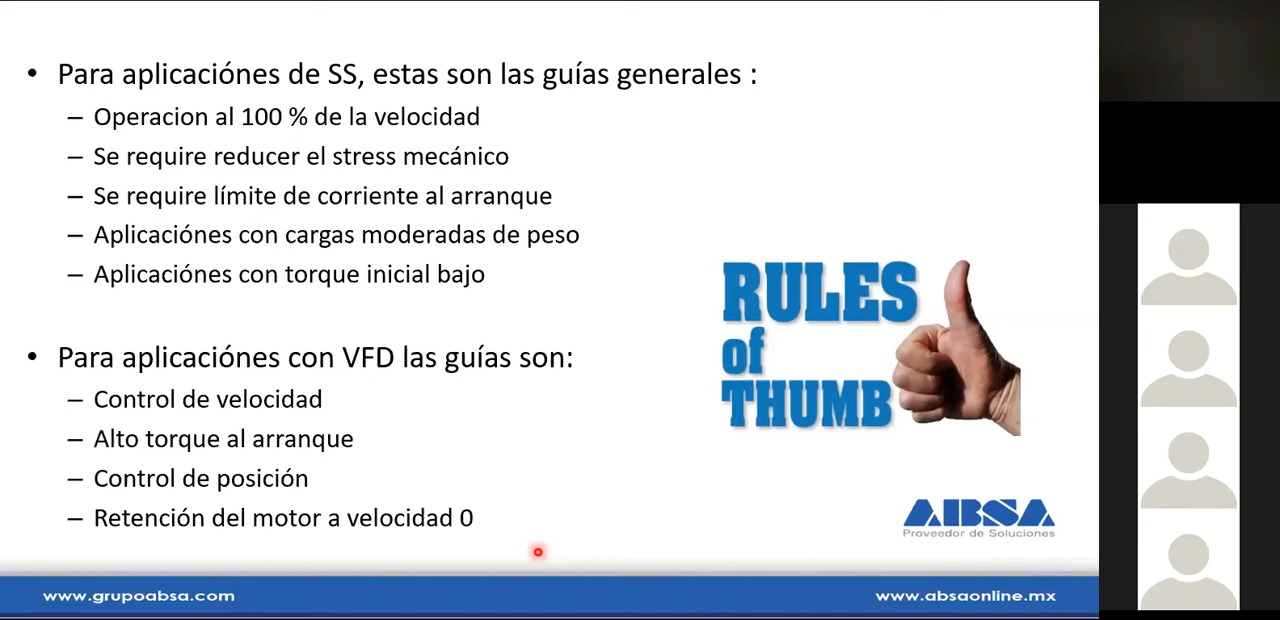 • Para aplicaciónes de SS, estas son las guías generales :
– Operacion al 100 % de la velocidad
– Se require reducer el stress mecánico
– Se require límite de corriente al arranque
– Aplicaciónes con cargas moderadas de peso
– Aplicaciónes con torque inicial bajo
• Para aplicaciónes con VFD las guías son:
– Control de velocidad
– Alto torque al arranque
– Control de posición
– Retención del motor a velocidad 0
RULES
of
THUMB
ABSA
Proveedor de Soluciones
www.grupoabsa.com
www.absaonline.mx